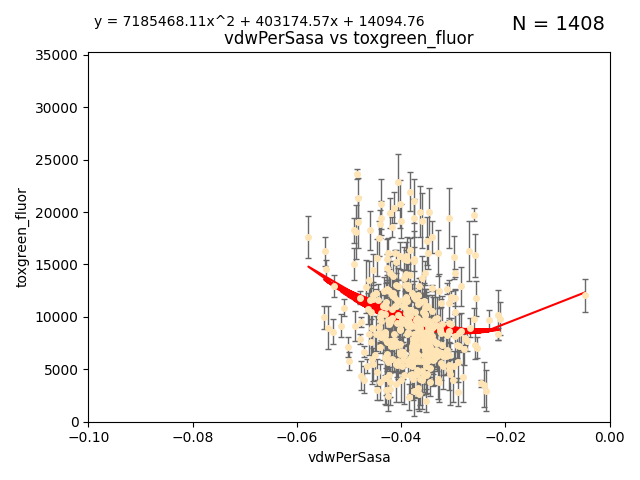 y = 7185468.11x^2 + 403174.57x + 14094.76
N = 1408
vdwPerSasa vs toxgreen_fluor
35000
30000
25000
20000
15000
10000
5000
0
toxgreen_fluor
−0.10
−0.08
−0.06
−0.04
−0.02
0.00
vdwPerSasa